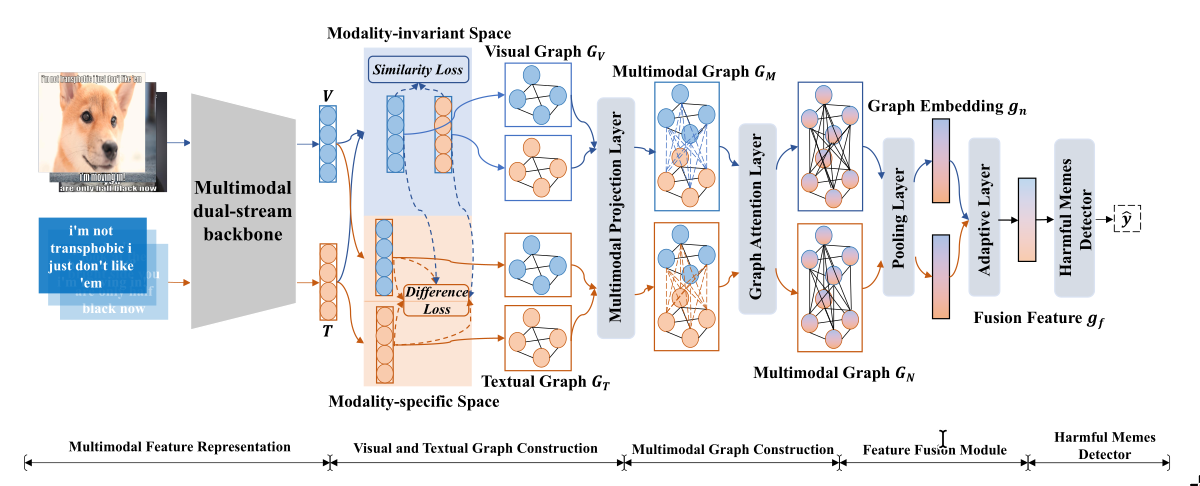 Modality-invariant Space
Similarity Loss
Visual Graph G_V
Multimodal Graph G_M
Graph Embedding g_n
i'm not transphobic i just don't like 'em
i'm moving in!
are only half black now
V
Multimodal
dual-stream
backbone
i'm not
transphobic i
just don't like
'em
you
are only half
black now
T
Difference
Loss
Multimodal Projection Layer
Graph Attention Layer
Pooling Layer
Adaptive Layer
Harmful Memes
Detector
ŷ
Fusion Feature g_f
Textual Graph G_T
Multimodal Graph G_N
Modality-specific Space
Multimodal Feature Representation
Visual and Textual Graph Construction
Multimodal Graph Construction
Feature Fusion Module
Harmful Memes
Detector